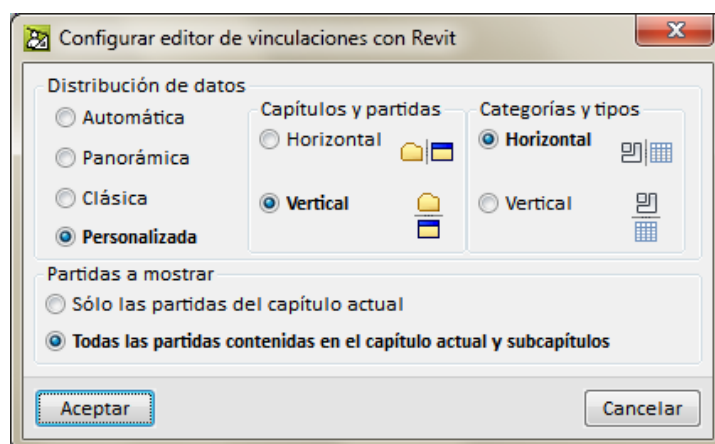 Configurar editor de vinculaciones con Revit
Distribución de datos
Automática
Panorámica
Clásica
Personalizada
Capítulos y partidas
Horizontal
Vertical
Categorías y tipos
Horizontal
Vertical
Partidas a mostrar
Sólo las partidas del capítulo actual
Todas las partidas contenidas en el capítulo actual y subcapítulos
Aceptar
Cancelar